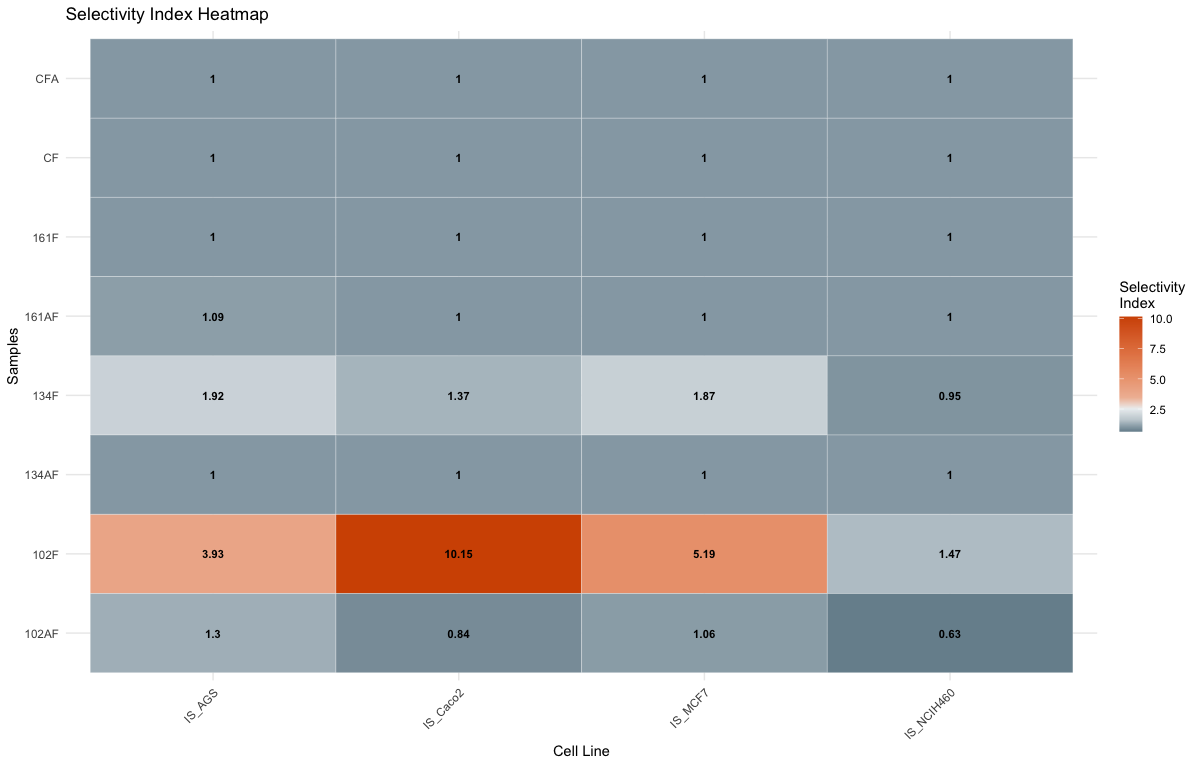 Selectivity Index Heatmap
CFA 1 1 1 1
CF 1 1 1 1
161F 1 1 1 1
161AF 1.09 1 1 1
134F 1.92 1.37 1.87 0.95
134AF 1 1 1 1
102F 3.93 10.15 5.19 1.47
102AF 1.3 0.84 1.06 0.63
Samples
IS_AGS IS_Caco2 IS_MCF7 IS_NCIH460
Cell Line
Selectivity
Index
10.0
7.5
5.0
2.5